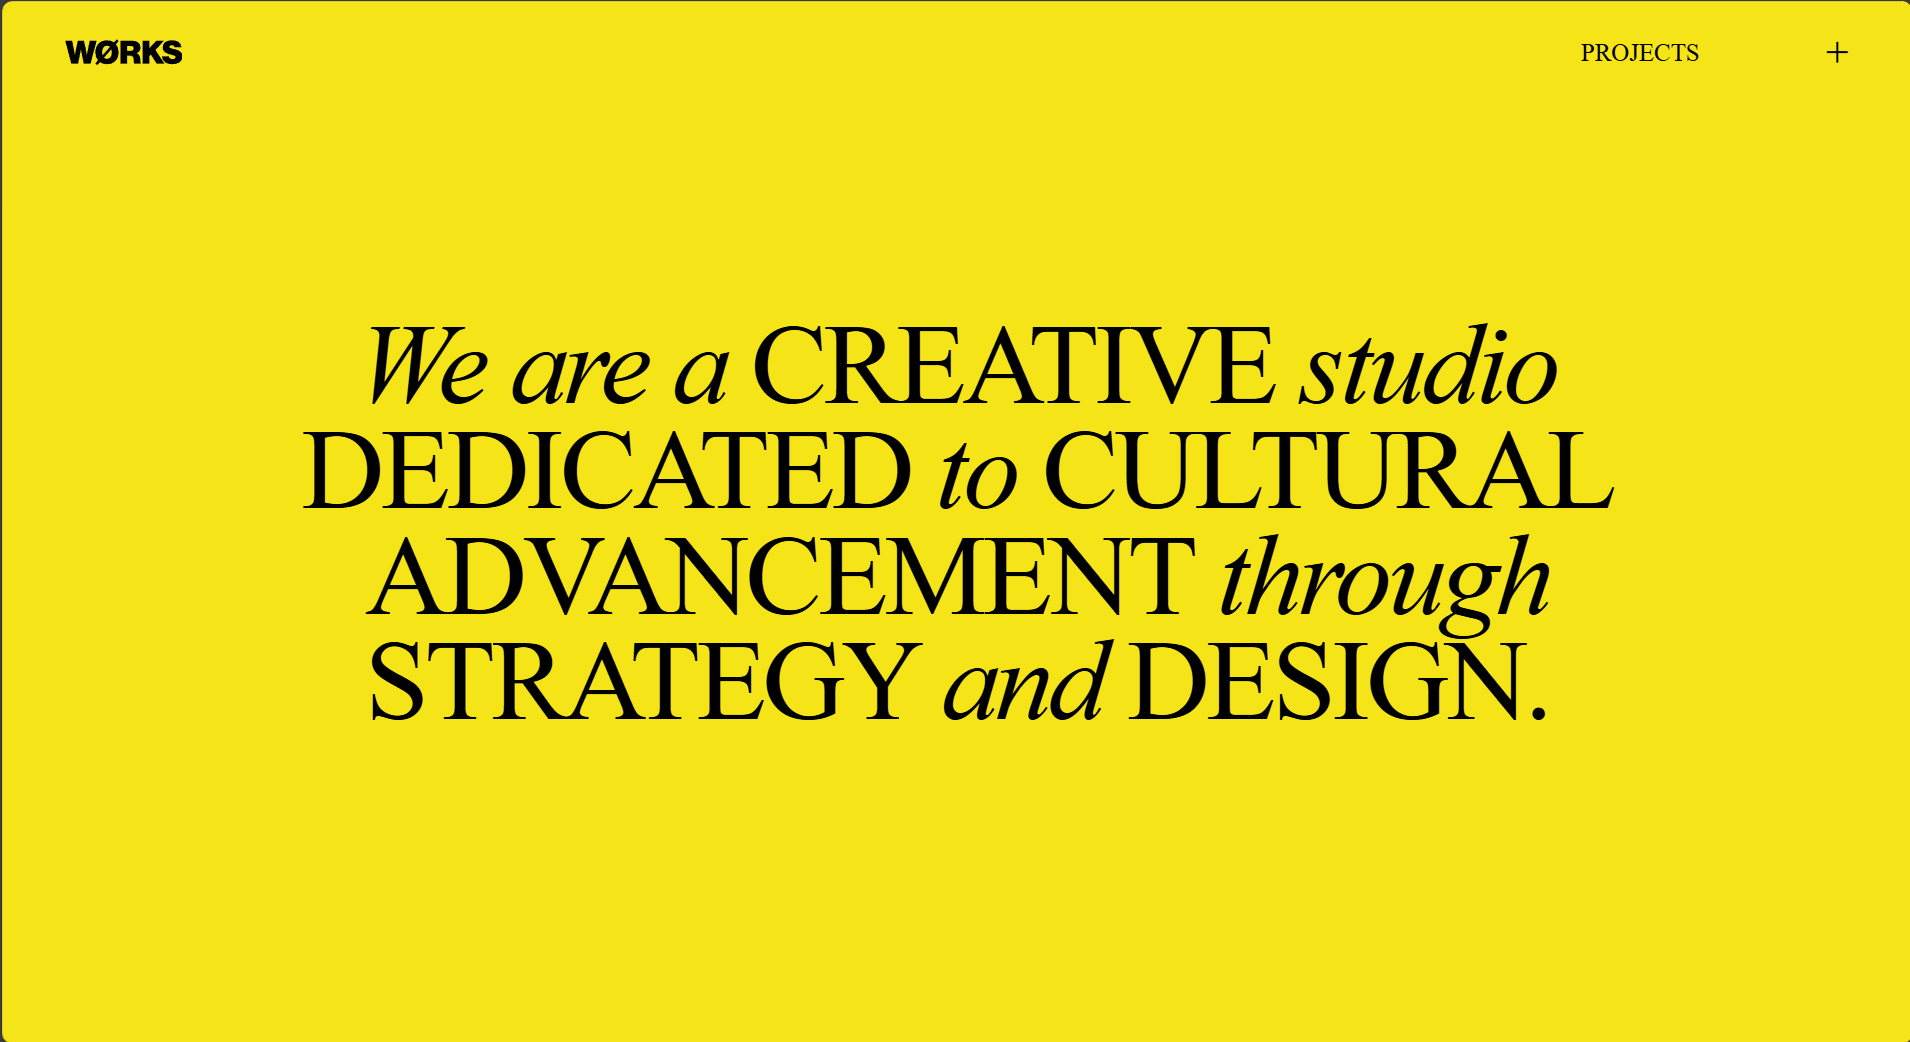 WØRKS
PROJECTS +
We are a CREATIVE studio
DEDICATED to CULTURAL
ADVANCEMENT through
STRATEGY and DESIGN.